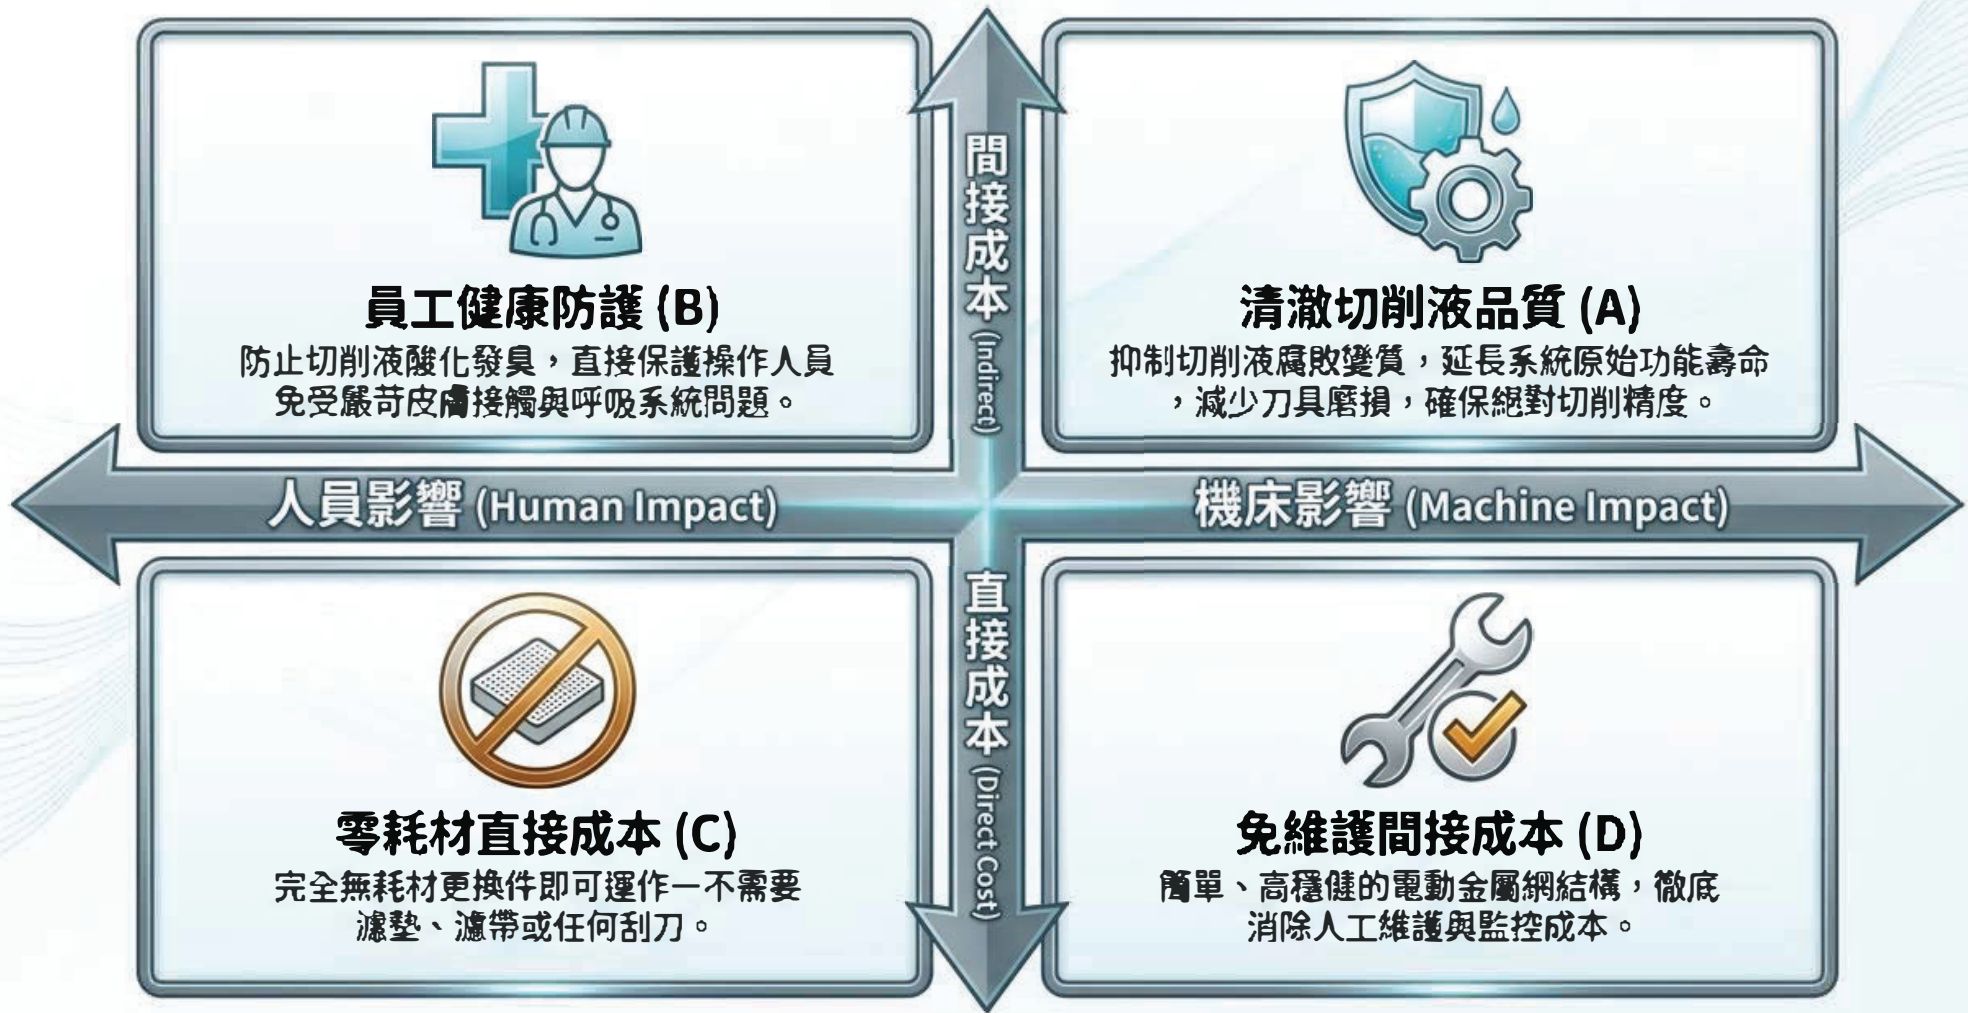 員工健康防護 (B)
防止切削液酸化發臭，直接保護操作人員
免受嚴苛皮膚接觸與呼吸系統問題。
間接成本 (Indirect)
清澈切削液品質 (A)
抑制切削液腐敗變質，延長系統原始功能壽命
，減少刀具磨損，確保絕對切削精度。
人員影響 (Human Impact)
機床影響 (Machine Impact)
零耗材直接成本 (C)
完全無耗材更換件即可運作一不需要
濾墊、濾帶或任何刮刀。
直接成本 (Direct Cost)
免維護間接成本 (D)
簡單、高穩健的電動金屬網結構，徹底
消除人工維護與監控成本。